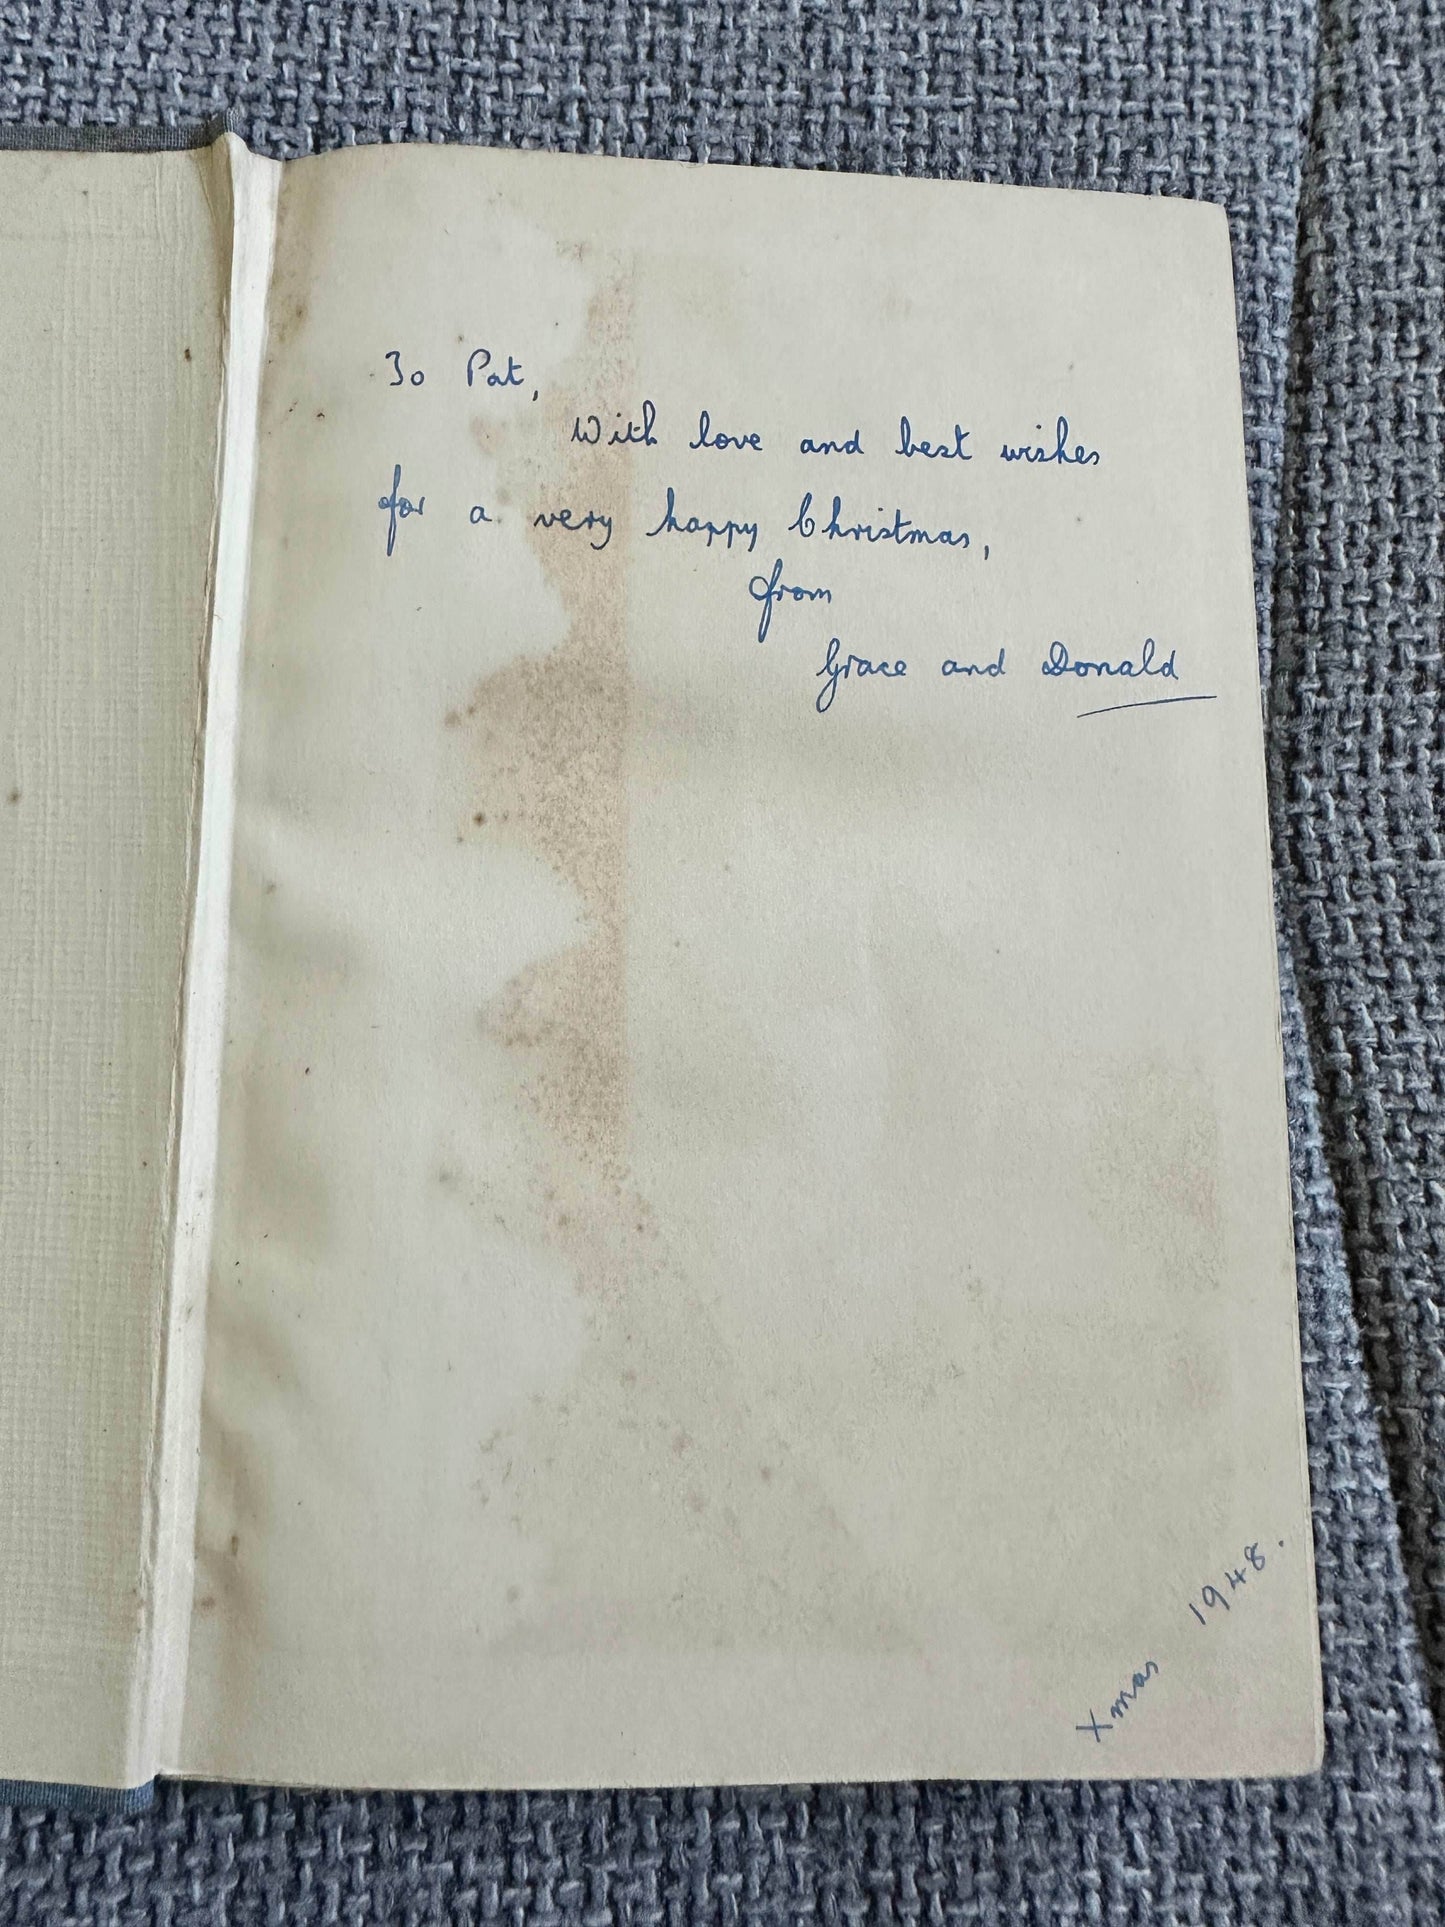 To Pat,
With love and best wishes
for a very happy Christmas,
from
Grace and Donald
Xmas 1948.